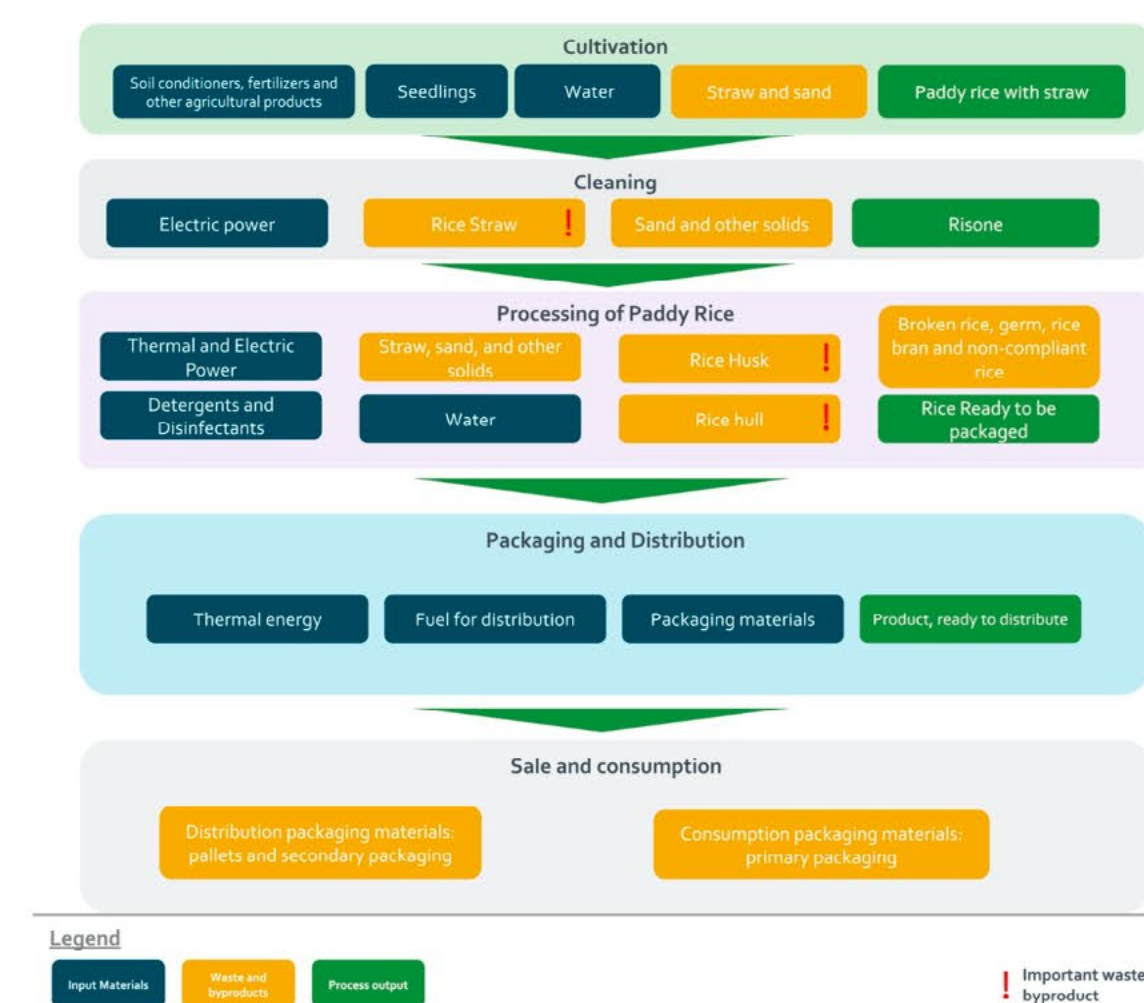 Cultivation
Soil conditioners, fertilizers and
other agricultural products
Seedlings
Water
Straw and sand
Paddy rice with straw
Cleaning
Electric power
Rice Straw !
Sand and other solids
Risone
Processing of Paddy Rice
Thermal and Electric
Power
Straw, sand, and other
solids
Rice Husk !
Broken rice, germ, rice
bran and non-compliant
rice
Detergents and
Disinfectants
Water
Rice hull !
Rice Ready to be
packaged
Packaging and Distribution
Thermal energy
Fuel for distribution
Packaging materials
Product, ready to distribute
Sale and consumption
Distribution packaging materials:
pallets and secondary packaging
Consumption packaging materials:
primary packaging
Legend
Input Materials
Waste and
byproducts
Process output
! Important waste
byproduct